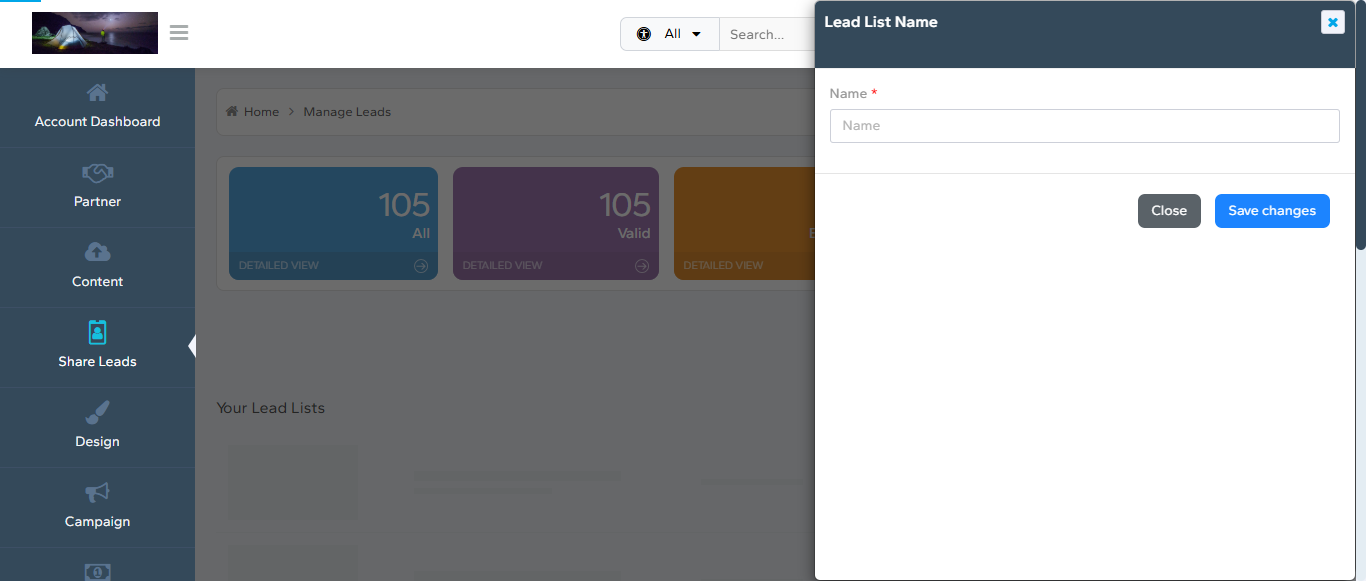 All
Search...
Lead List Name
Account Dashboard
Partner
Content
Share Leads
Design
Campaign
Home
Manage Leads
105
All
DETAILED VIEW
105
Valid
DETAILED VIEW
DETAILED VIEW
Your Lead Lists
Name *
Name
Close
Save changes